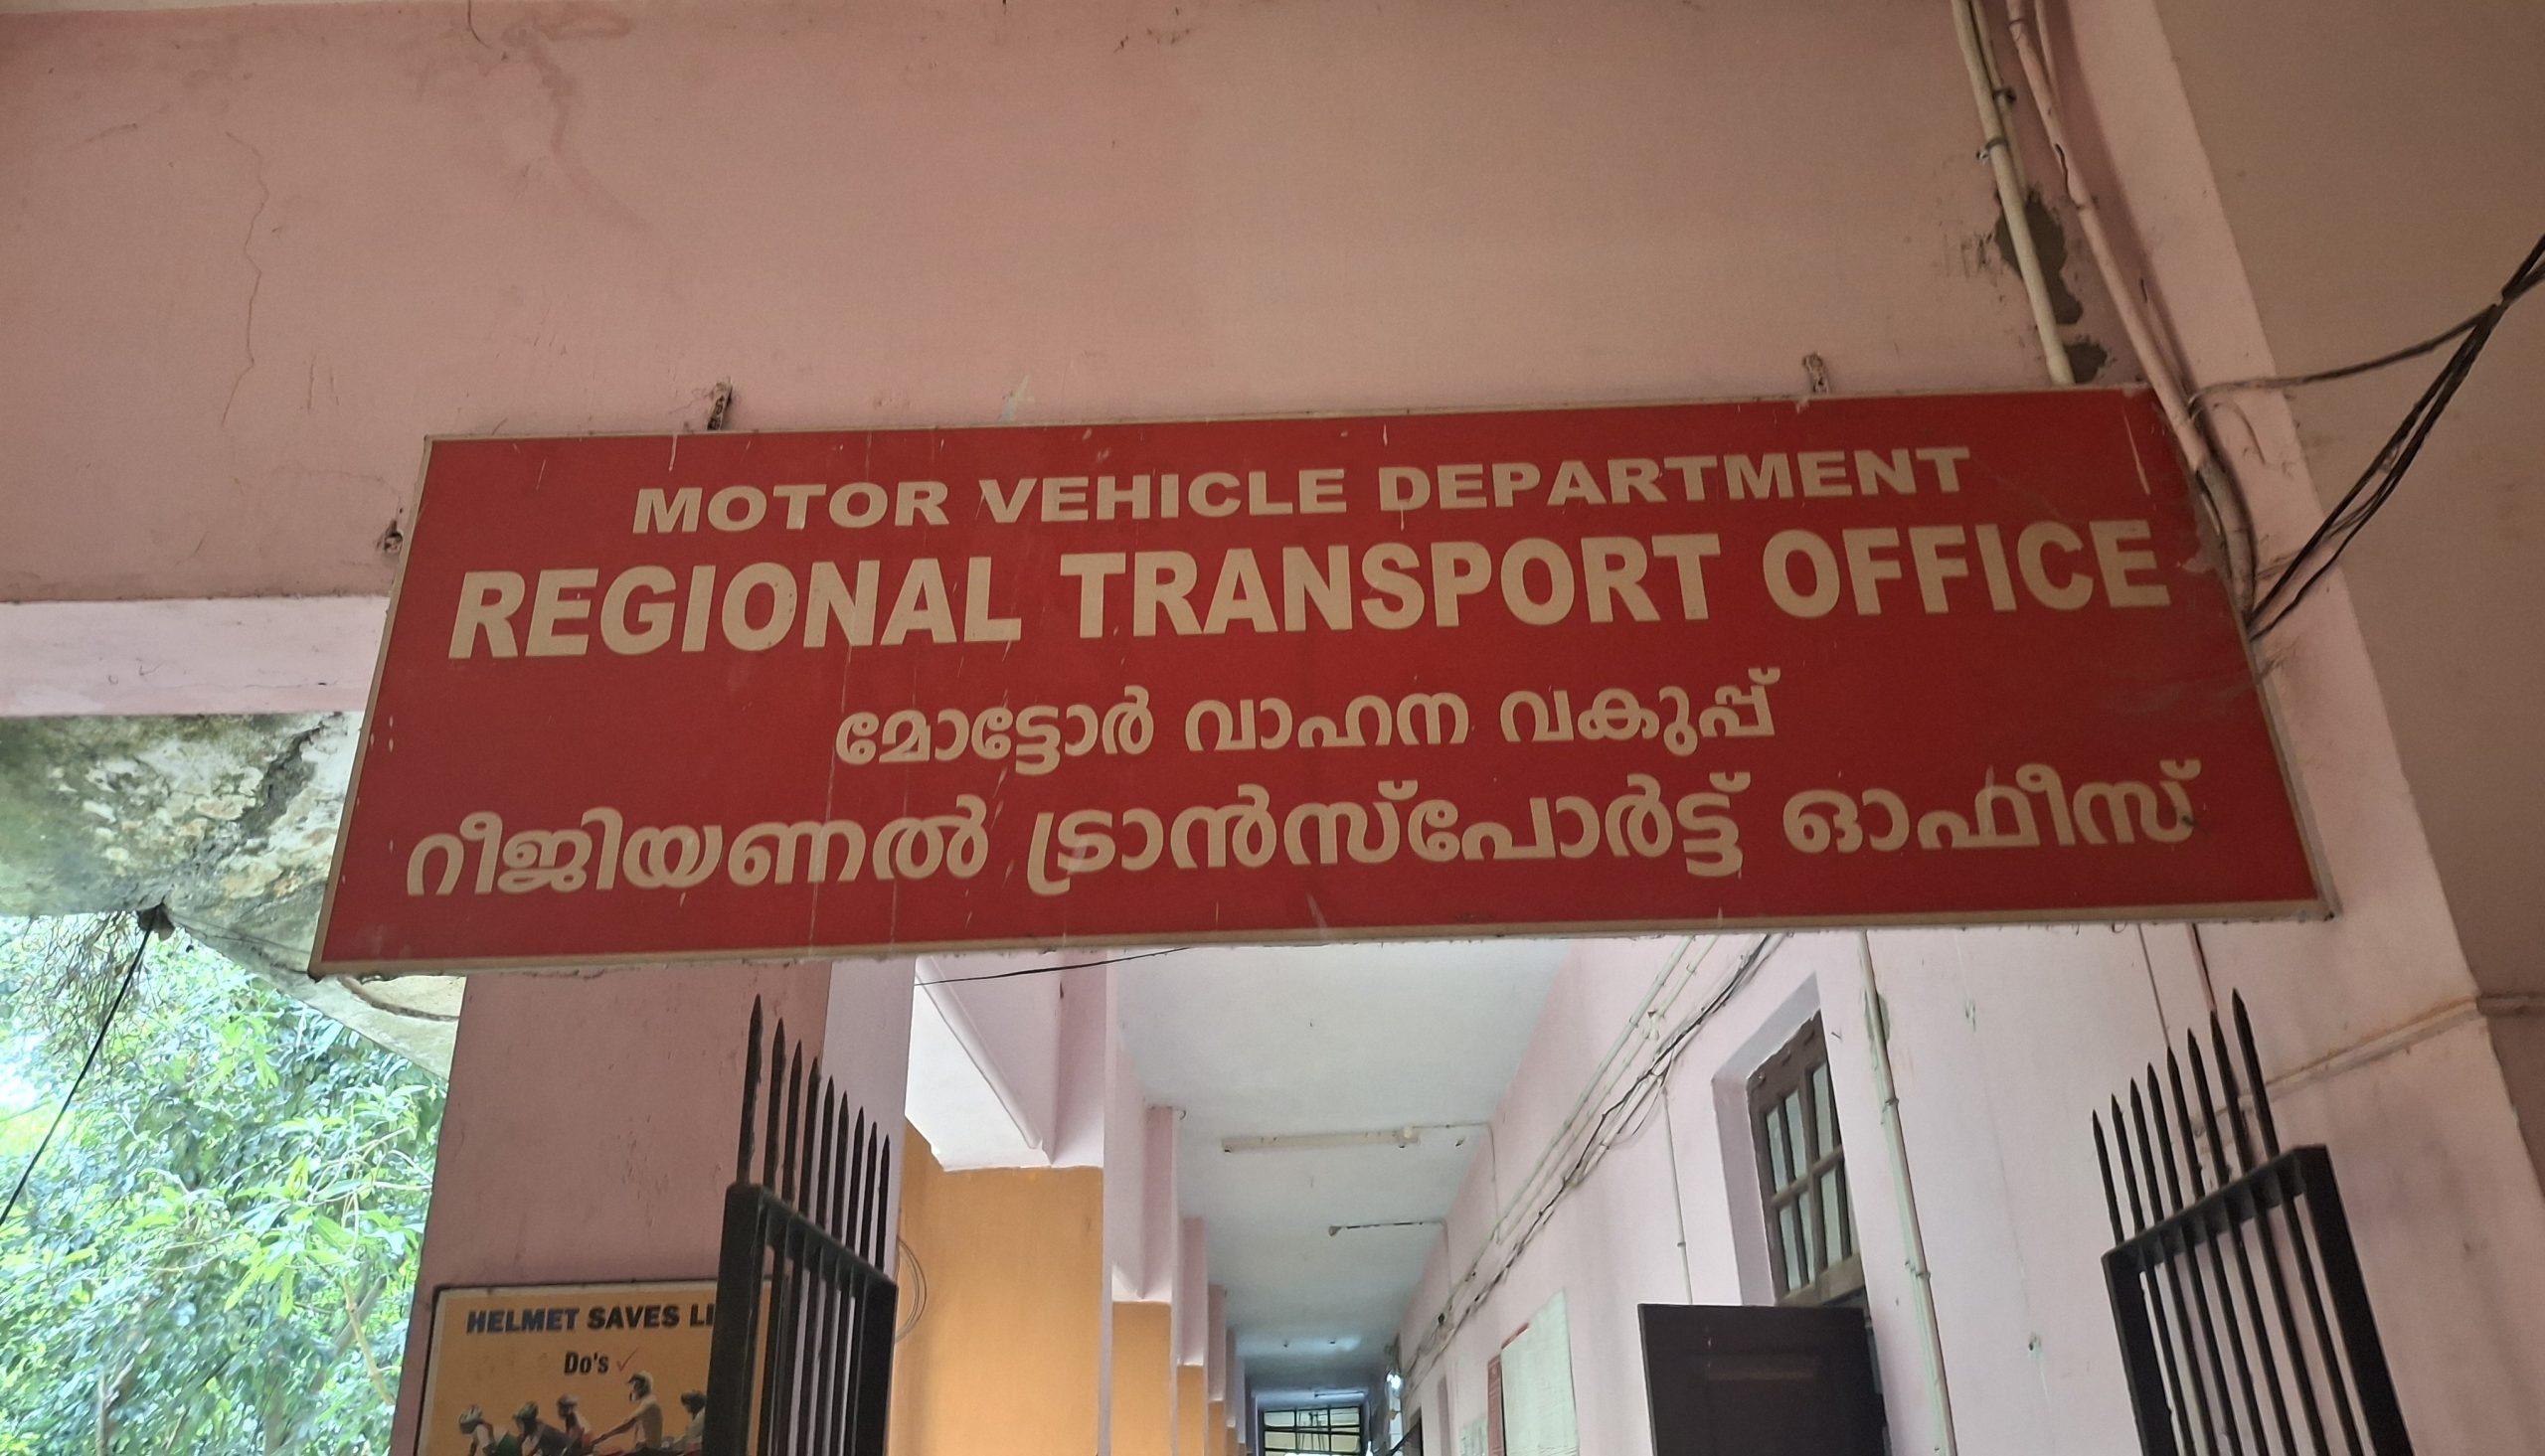 MOTOR VEHICLE DEPARTMENT
REGIONAL TRANSPORT OFFICE
മോട്ടോർ വാഹന വകുപ്പ്
റീജിയണൽ ട്രാൻസ്പോർട്ട് ഓഫീസ്
HELMET SAVES
Do's